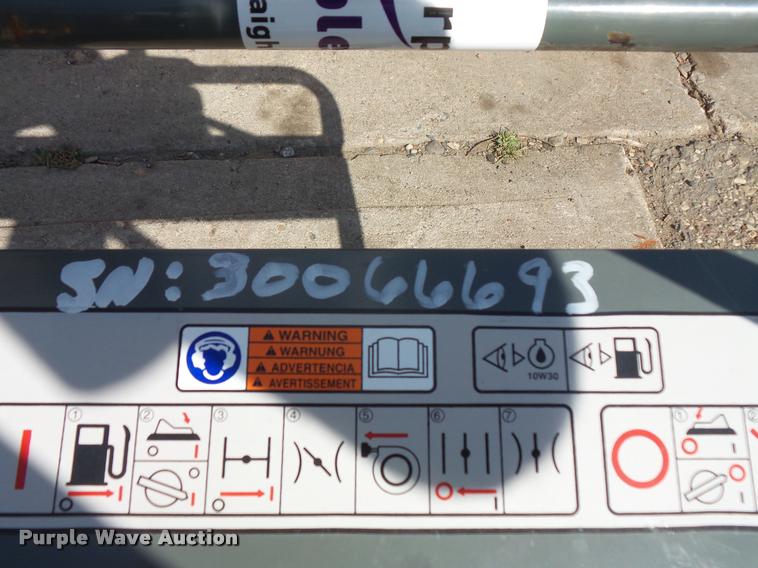 SN: 30066693
WARNING
WARNUNG
ADVERTENCIA
AVERTISSEMENT
10W30
① ② ③ ④ ⑤ ⑥ ⑦ ①
Purple Wave Auction